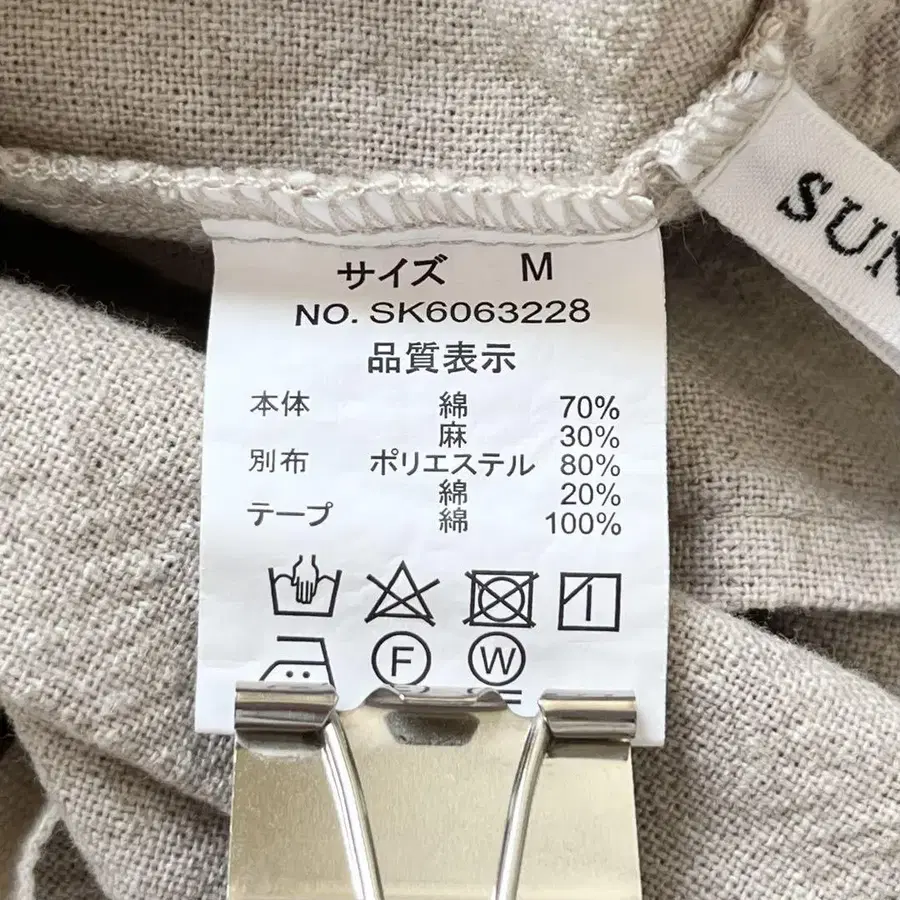 サイズ M
NO. SK6063228
品質表示
本体 綿 70%
麻 30%
別布 ポリエステル 80%
綿 20%
テープ 綿 100%
F W
SUN